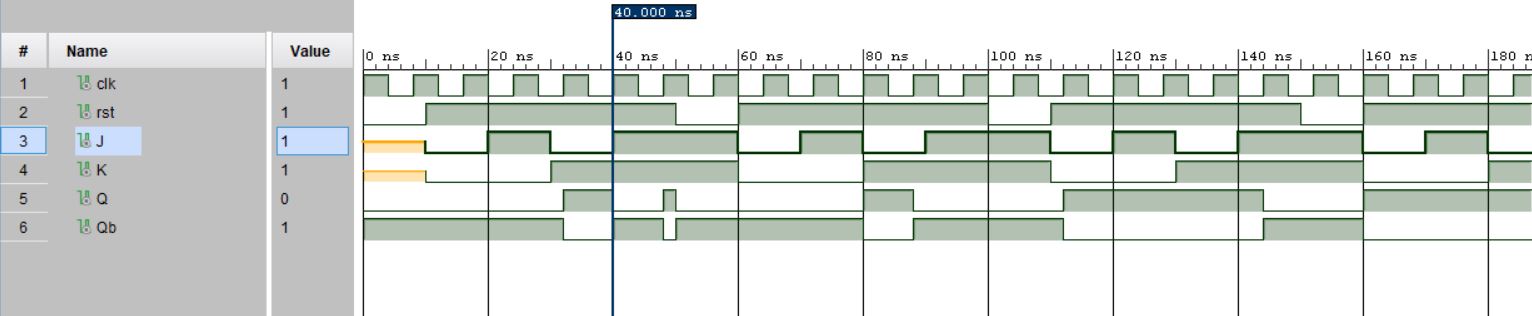 40.000 ns
# Name Value
0 ns 20 ns 40 ns 60 ns 80 ns 100 ns 120 ns 140 ns 160 ns 180 n
1 clk 1
2 rst 1
3 J 1
4 K 1
5 Q 0
6 Qb 1